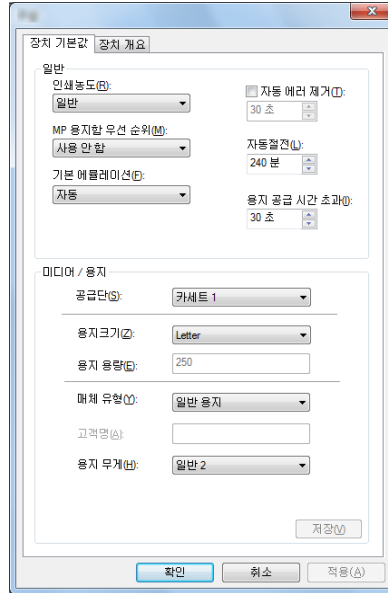 장치 기본값 장치 개요
일반
인쇄농도(R):
일반
자동 에러 제거(T):
30 초
MP 용지함 우선 순위(M):
사용 안 함
자동절전(L):
240 분
기본 에뮬레이션(F):
자동
용지 공급 시간 초과(I):
30 초
미디어 / 용지
공급단(S): 카세트 1
용지크기(Z): Letter
용지 용량(E): 250
매체 유형(Y): 일반 용지
고객명(A):
용지 무게(H): 일반 2
저장(V)
확인 취소 적용(A)